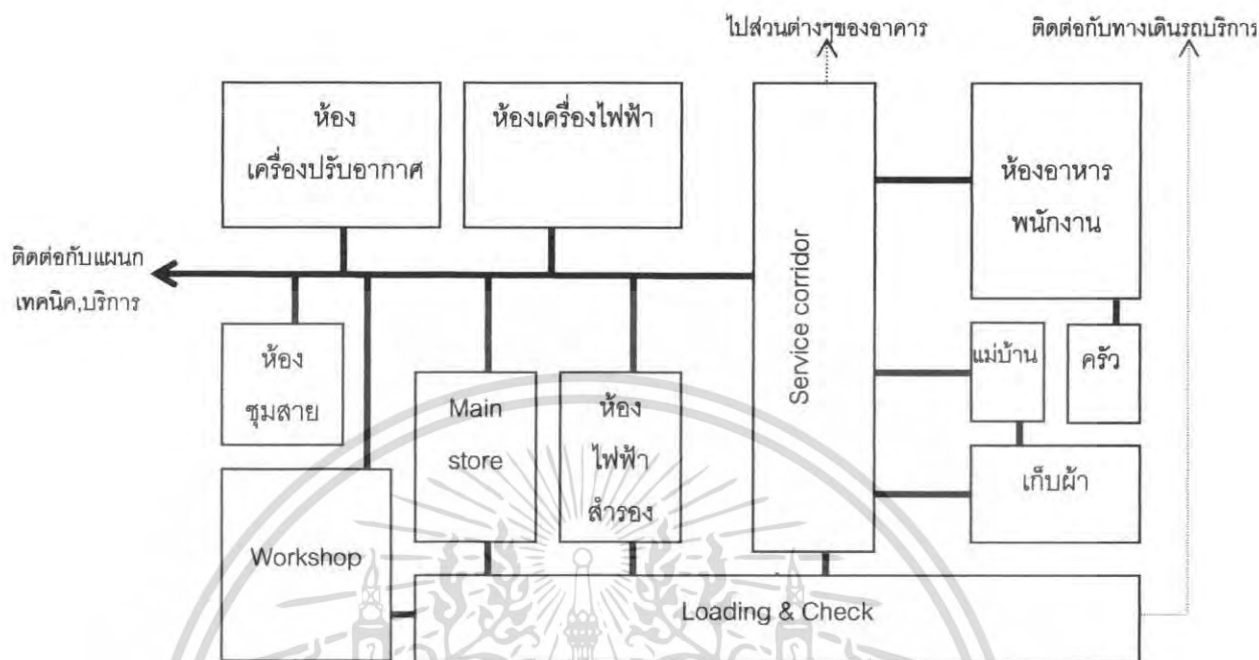 ไปส่วนต่างๆของอาคาร
ติดต่อกับทางเดินรถบริการ
ห้อง
เครื่องปรับอากาศ
ห้องเครื่องไฟฟ้า
ห้องอาหาร
พนักงาน
Service corridor
ติดต่อกับแผนก
เทคนิค,บริการ
ห้อง
ชุมสาย
Main
store
ห้อง
ไฟฟ้า
สำรอง
แม่บ้าน
ครัว
เก็บผ้า
Workshop
Loading & Check